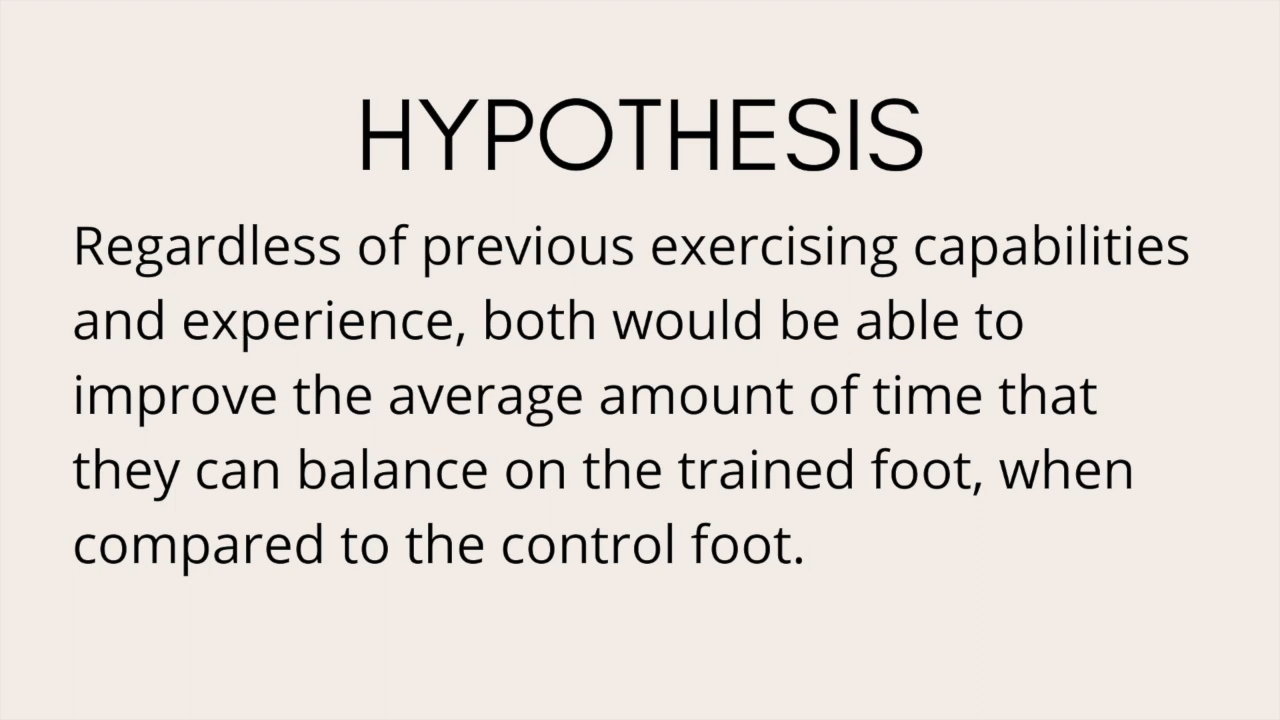 HYPOTHESIS
Regardless of previous exercising capabilities
and experience, both would be able to
improve the average amount of time that
they can balance on the trained foot, when
compared to the control foot.